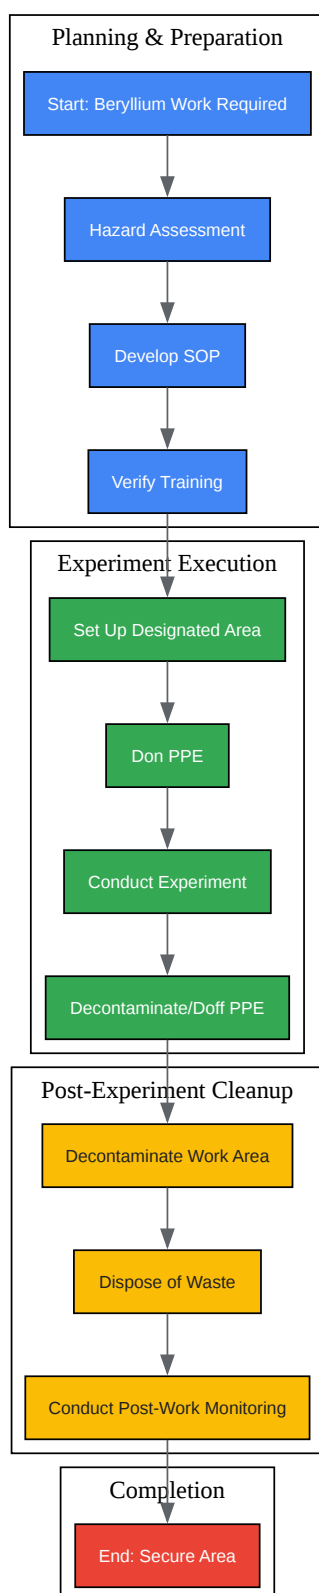 Planning & Preparation
Start: Beryllium Work Required
Hazard Assessment
Develop SOP
Verify Training
Experiment Execution
Set Up Designated Area
Don PPE
Conduct Experiment
Decontaminate/Doff PPE
Post-Experiment Cleanup
Decontaminate Work Area
Dispose of Waste
Conduct Post-Work Monitoring
Completion
End: Secure Area